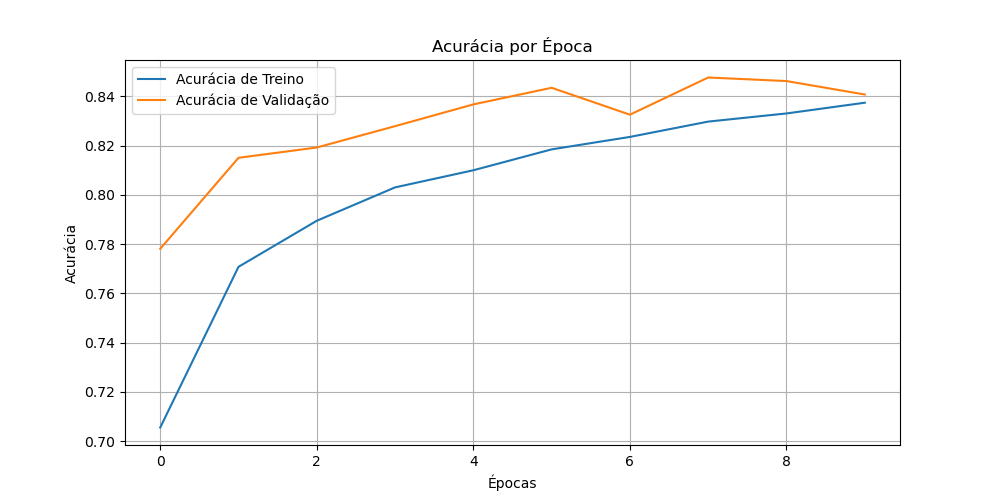 Acurácia por Época
Acurácia de Treino
Acurácia de Validação
Acurácia
0.84
0.82
0.80
0.78
0.76
0.74
0.72
0.70
0 2 4 6 8
Épocas